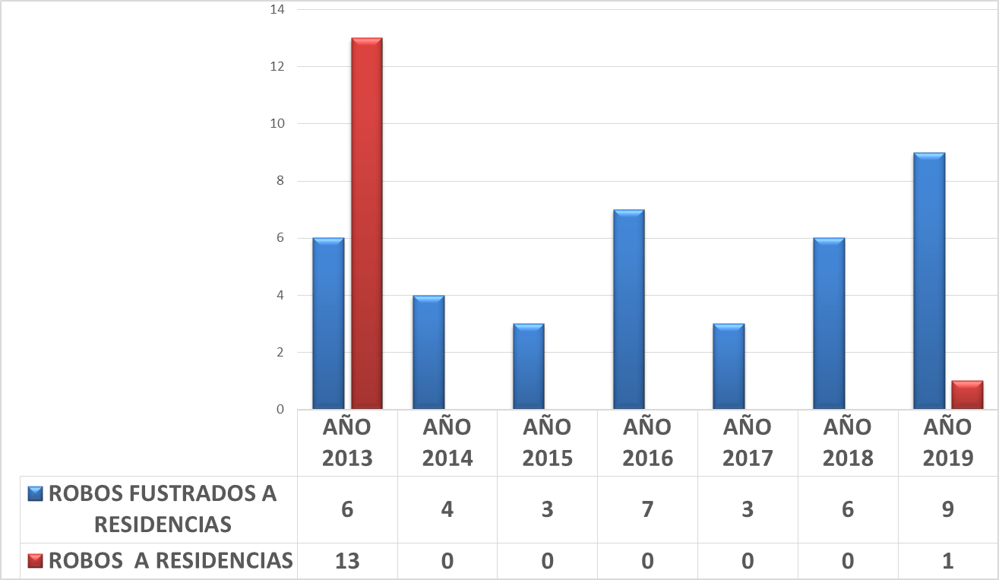 14
12
10
8
6
4
2
0
AÑO AÑO AÑO AÑO AÑO AÑO AÑO
2013 2014 2015 2016 2017 2018 2019
ROBOS FUSTRADOS A
RESIDENCIAS 6 4 3 7 3 6 9
ROBOS A RESIDENCIAS 13 0 0 0 0 0 1